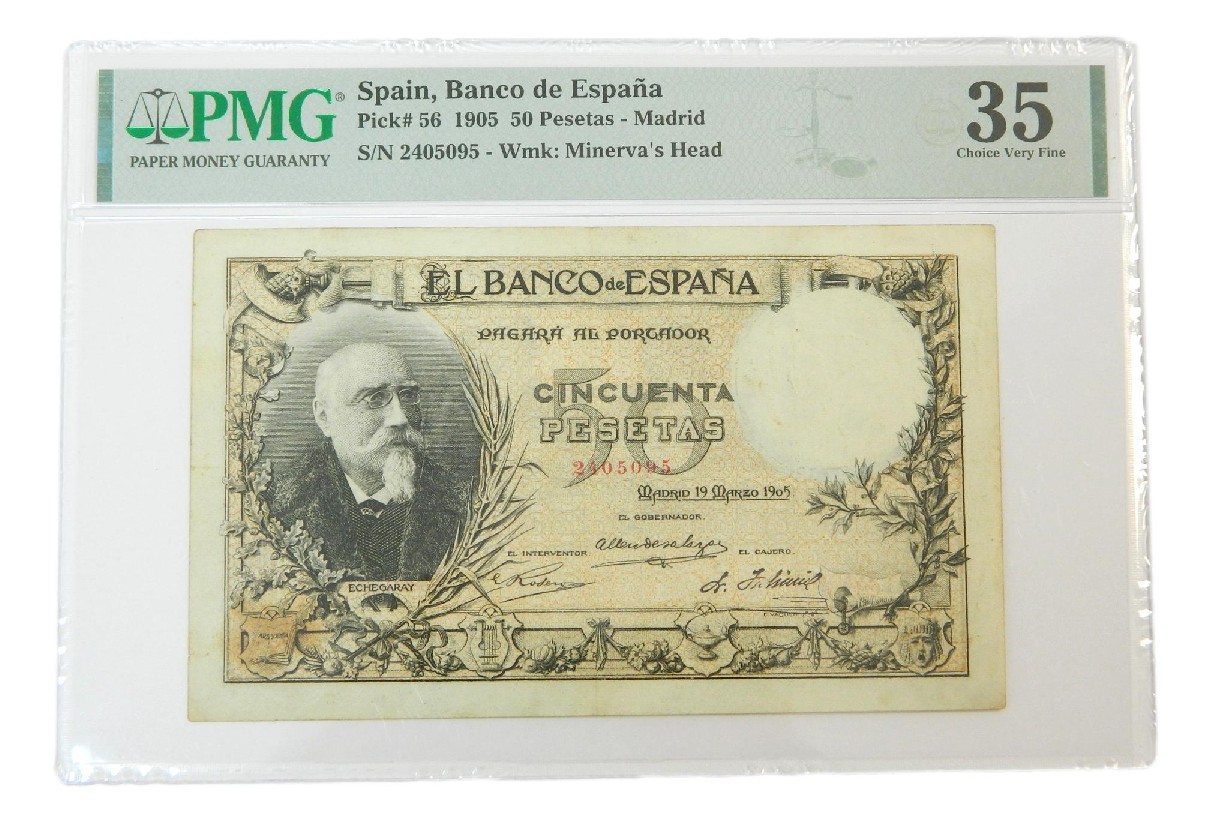 PMG®
PAPER MONEY GUARANTY
Spain, Banco de España
Pick# 56 1905 50 Pesetas - Madrid
S/N 2405095 - Wmk: Minerva's Head
35
Choice Very Fine
EL BANCO de ESPAÑA
PAGARÁ AL PORTADOR
50
CINCUENTA
PESETAS
2405095
MADRID 19 MARZO 1905
EL GOBERNADOR.
EL INTERVENTOR
EL CAJERO.
ECHEGARAY